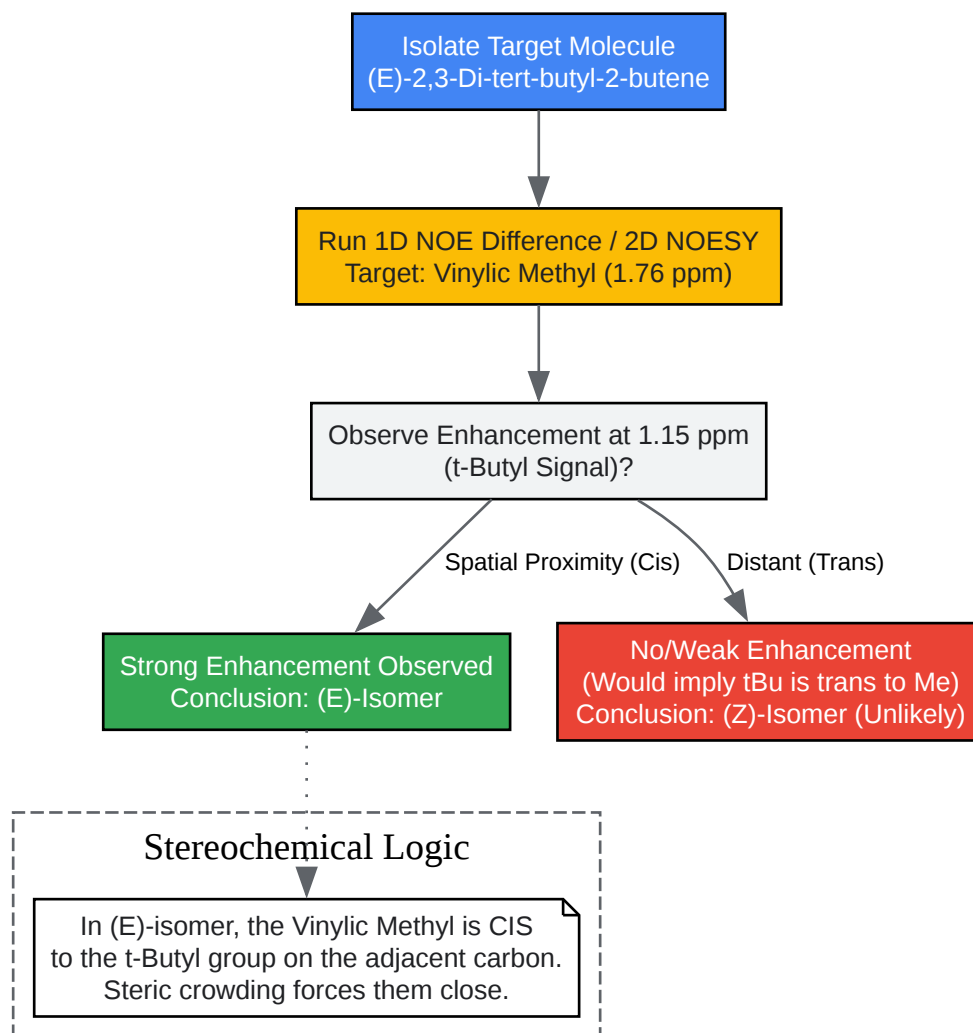 Isolate Target Molecule
(E)-2,3-Di-tert-butyl-2-butene
Run 1D NOE Difference / 2D NOESY
Target: Vinylic Methyl (1.76 ppm)
Observe Enhancement at 1.15 ppm
(t-Butyl Signal)?
Spatial Proximity (Cis)
Distant (Trans)
Strong Enhancement Observed
Conclusion: (E)-Isomer
No/Weak Enhancement
(Would imply tBu is trans to Me)
Conclusion: (Z)-Isomer (Unlikely)
Stereochemical Logic
In (E)-isomer, the Vinylic Methyl is CIS
to the t-Butyl group on the adjacent carbon.
Steric crowding forces them close.